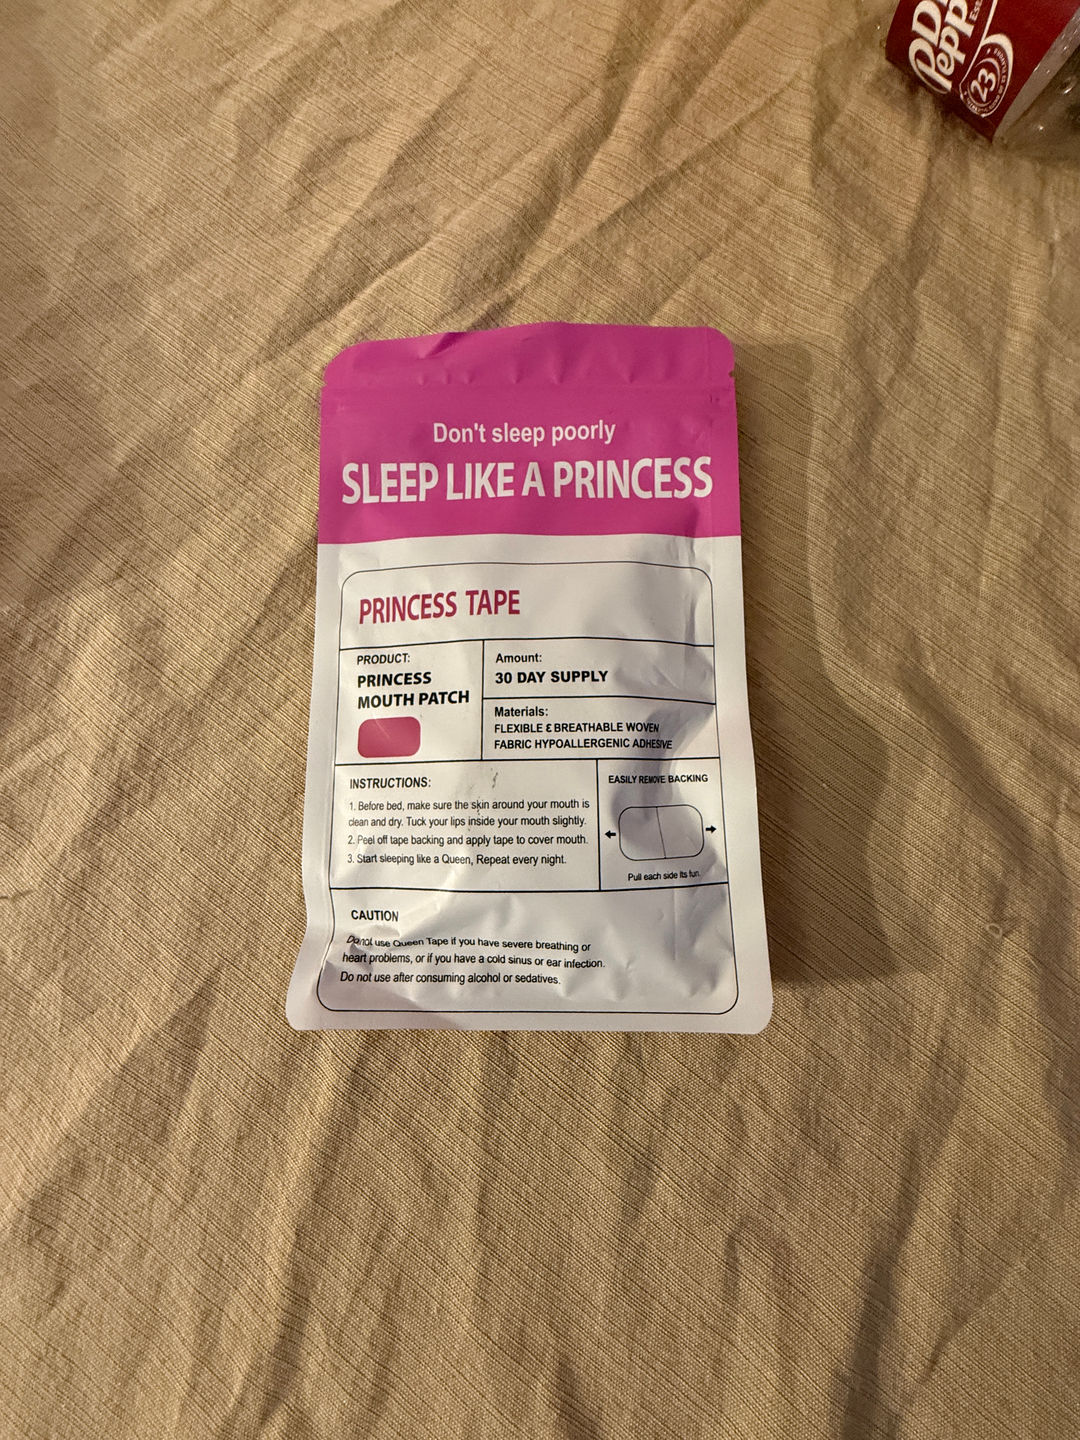 Dr
Pepper
Est
23
Don't sleep poorly
SLEEP LIKE A PRINCESS
PRINCESS TAPE
PRODUCT:
PRINCESS
MOUTH PATCH
Amount:
30 DAY SUPPLY
Materials:
FLEXIBLE & BREATHABLE WOVEN
FABRIC HYPOALLERGENIC ADHESIVE
INSTRUCTIONS:
1. Before bed, make sure the skin around your mouth is
clean and dry. Tuck your lips inside your mouth slightly.
2. Peel off tape backing and apply tape to cover mouth.
3. Start sleeping like a Queen, Repeat every night.
EASILY REMOVE BACKING
Pull each side its fun.
CAUTION
Do not use Queen Tape if you have severe breathing or
heart problems, or if you have a cold sinus or ear infection.
Do not use after consuming alcohol or sedatives.